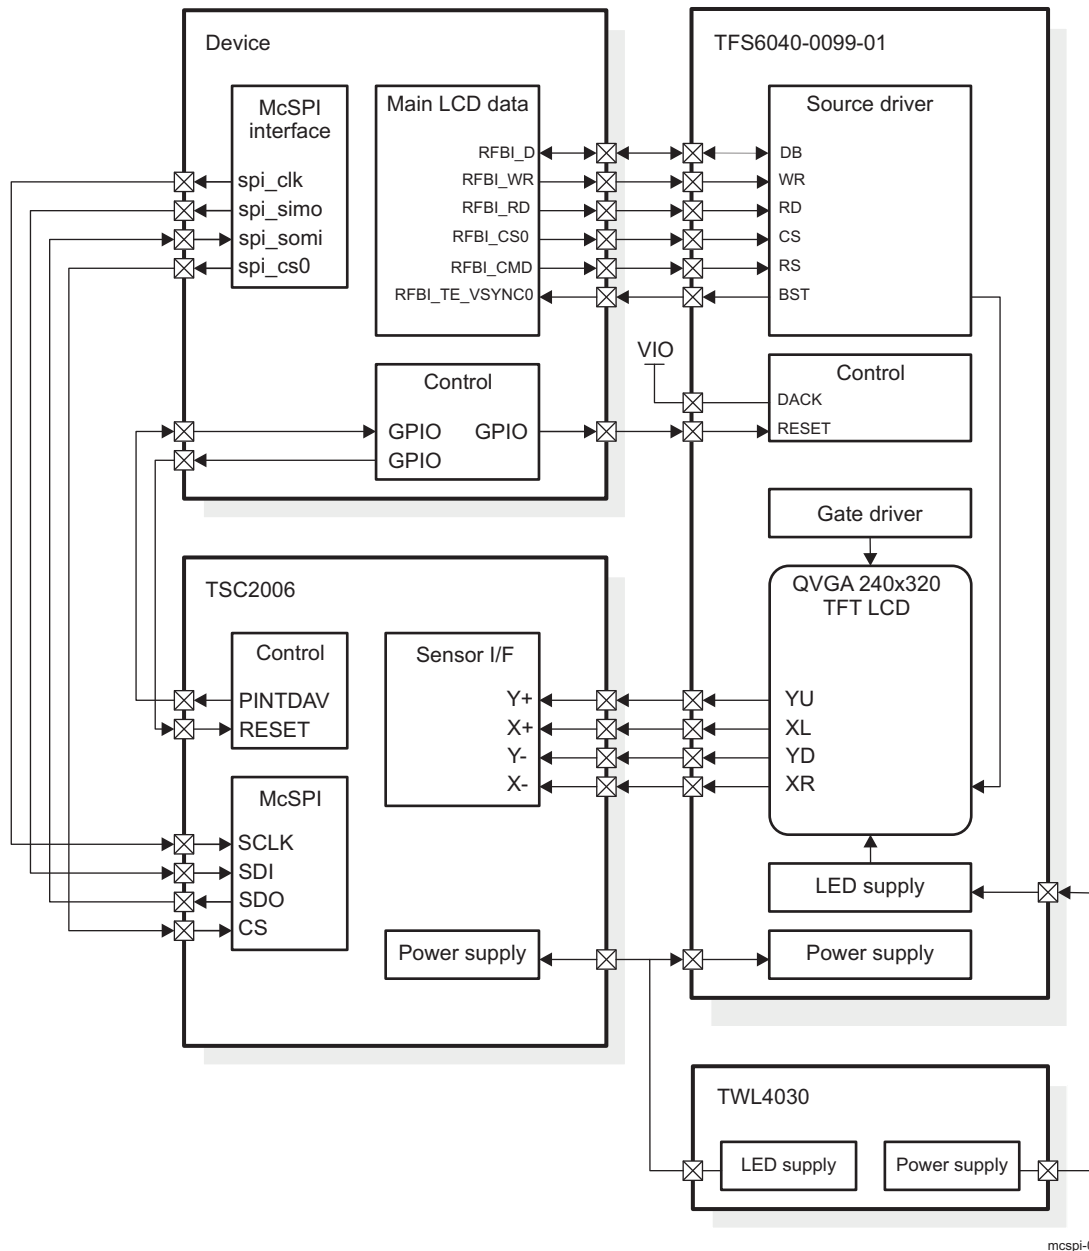 Device
McSPI
interface
spi_clk
spi_simo
spi_somi
spi_cs0
Main LCD data
RFBI_D
RFBI_WR
RFBI_RD
RFBI_CS0
RFBI_CMD
RFBI_TE_VSYNC0
Control
GPIO GPIO
GPIO
VIO
TFS6040-0099-01
Source driver
DB
WR
RD
CS
RS
BST
Control
DACK
RESET
Gate driver
QVGA 240x320
TFT LCD
YU
XL
YD
XR
LED supply
Power supply
TSC2006
Control
PINTDAV
RESET
Sensor I/F
Y+
X+
Y-
X-
McSPI
SCLK
SDI
SDO
CS
Power supply
TWL4030
LED supply
Power supply